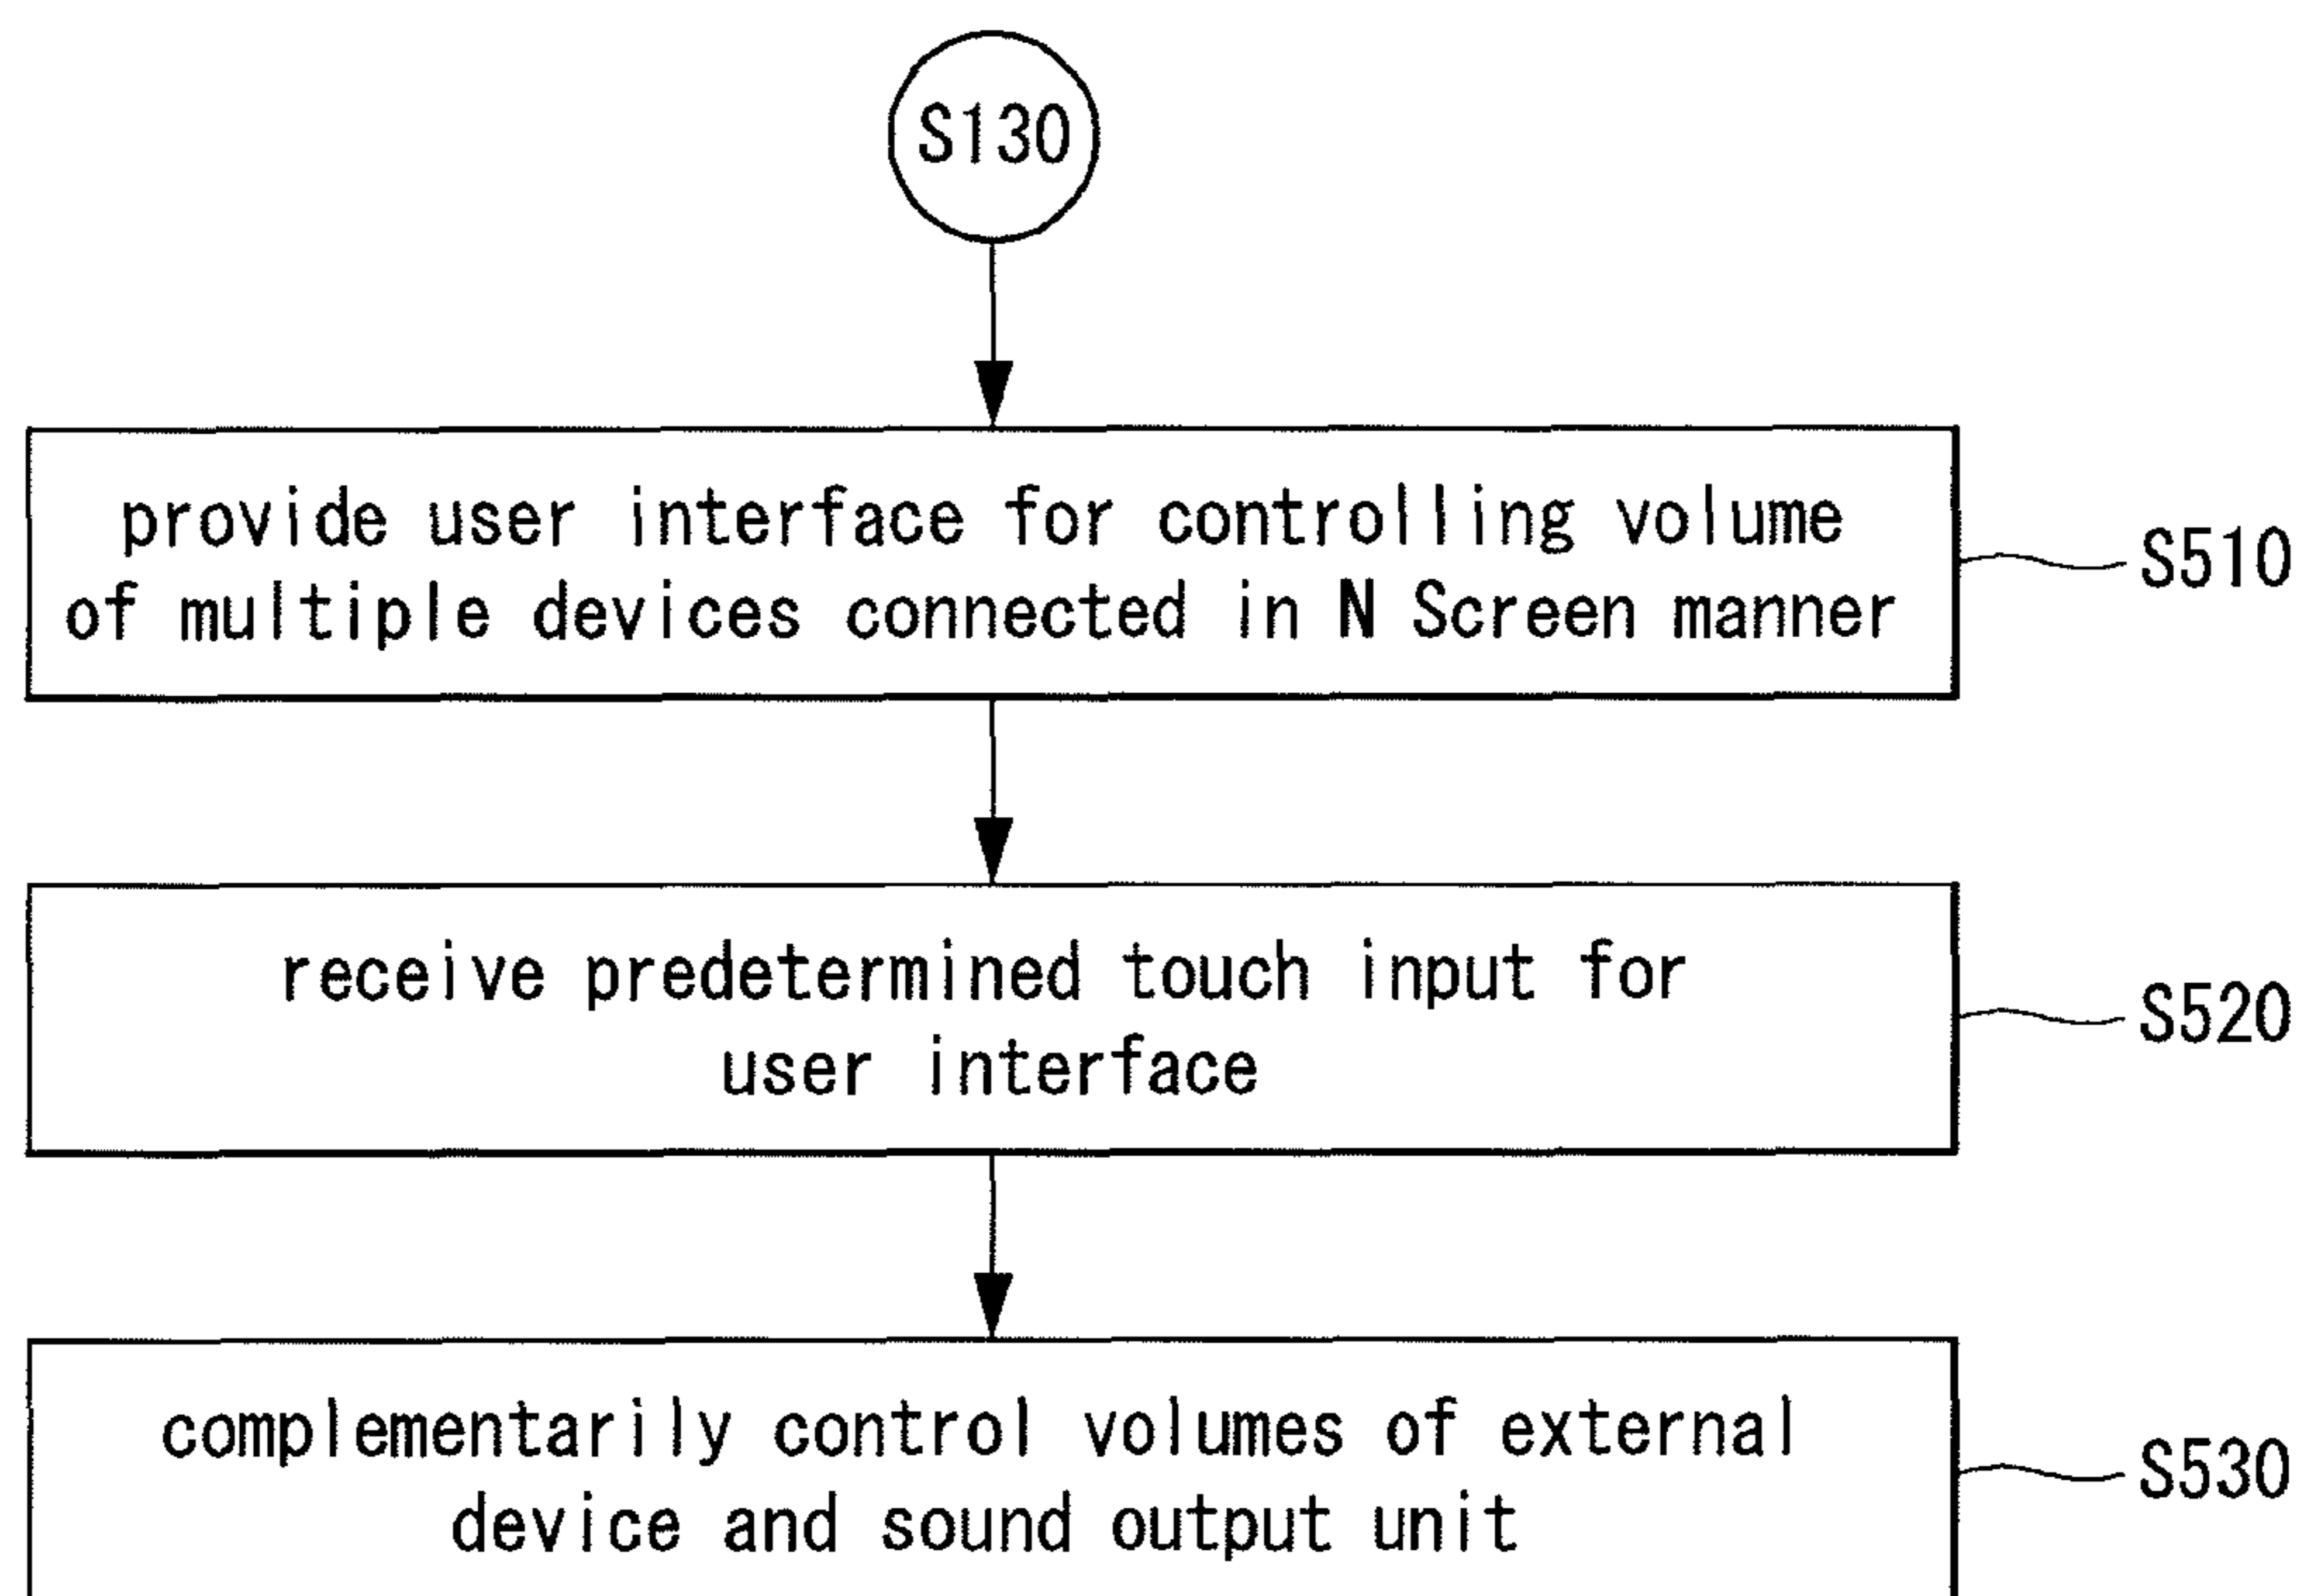 S130
provide user interface for controlling volume
of multiple devices connected in N Screen manner
S510
receive predetermined touch input for
user interface
S520
complementarily control volumes of external
device and sound output unit
S530